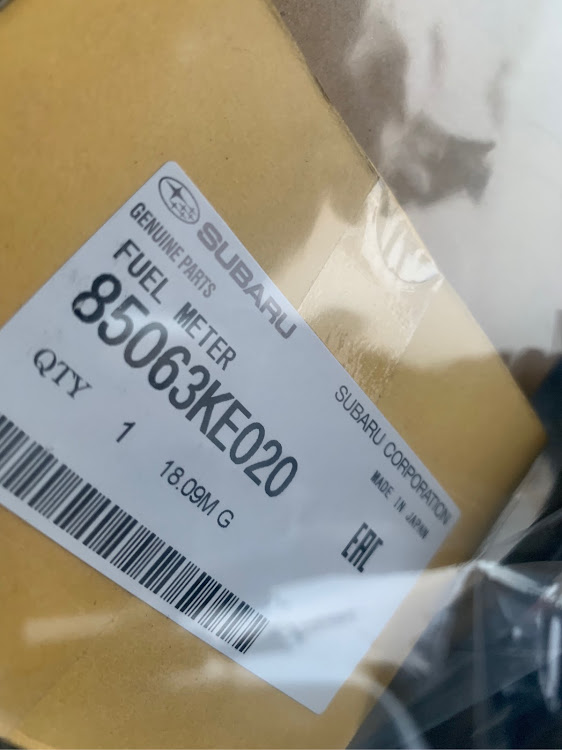 SUBARU
GENUINE PARTS
FUEL METER
85063KE020
QTY 1
18.09M G
SUBARU CORPORATION
MADE IN JAPAN
EAC